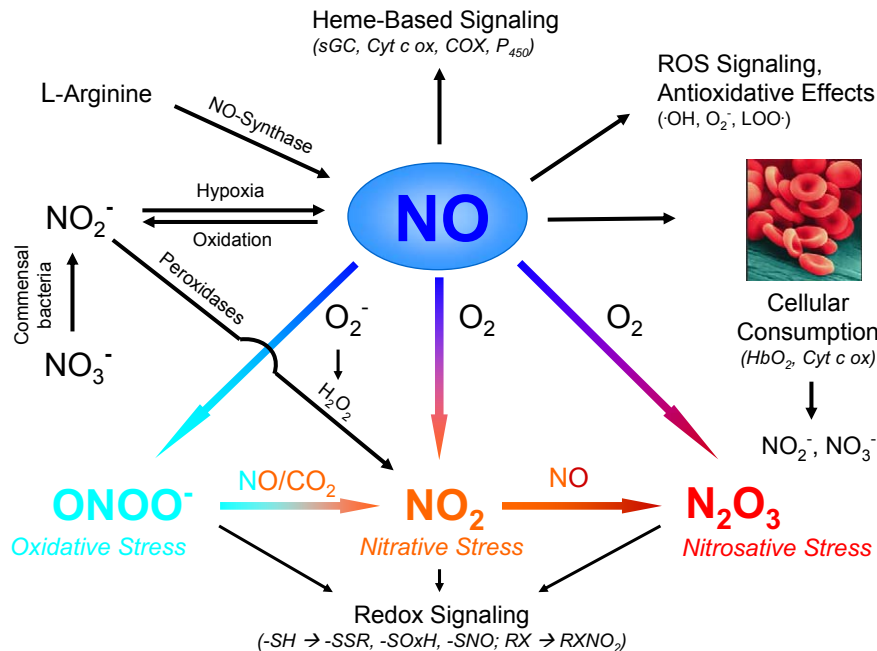 Heme-Based Signaling
(sGC, Cyt c ox, COX, P₄₅₀)
ROS Signaling,
Antioxidative Effects
(·OH, O₂⁻, LOO·)
L-Arginine
NO-Synthase
NO
Hypoxia
Oxidation
NO₂⁻
Commensal
bacteria
NO₃⁻
Peroxidases
O₂⁻
H₂O₂
O₂
O₂
Cellular
Consumption
(HbO₂, Cyt c ox)
NO₂⁻, NO₃⁻
ONOO⁻
Oxidative Stress
NO/CO₂
NO₂
Nitrative Stress
NO
N₂O₃
Nitrosative Stress
Redox Signaling
(-SH → -SSR, -SOxH, -SNO; RX → RXNO₂)